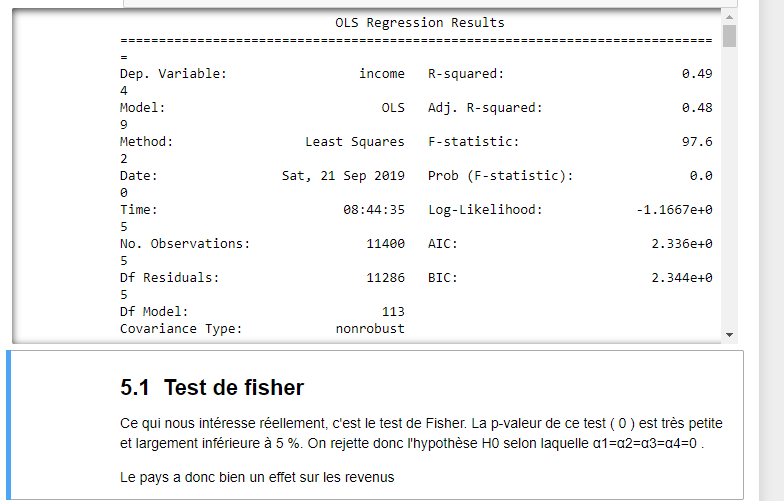 OLS Regression Results
==============================================================================
=
Dep. Variable: income R-squared: 0.49
4
Model: OLS Adj. R-squared: 0.48
9
Method: Least Squares F-statistic: 97.6
2
Date: Sat, 21 Sep 2019 Prob (F-statistic): 0.0
0
Time: 08:44:35 Log-Likelihood: -1.1667e+0
5
No. Observations: 11400 AIC: 2.336e+0
5
Df Residuals: 11286 BIC: 2.344e+0
5
Df Model: 113
Covariance Type: nonrobust
5.1 Test de fisher
Ce qui nous intéresse réellement, c'est le test de Fisher. La p-valeur de ce test ( 0 ) est très petite
et largement inférieure à 5 %. On rejette donc l'hypothèse H0 selon laquelle α1=α2=α3=α4=0 .
Le pays a donc bien un effet sur les revenus